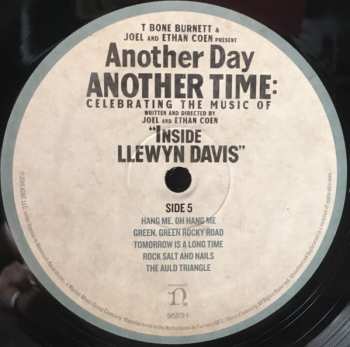 T BONE BURNETT &
JOEL AND ETHAN COEN PRESENT
Another Day
ANOTHER TIME:
CELEBRATING THE MUSIC OF
WRITTEN AND DIRECTED BY
JOEL AND ETHAN COEN
"INSIDE
LLEWYN DAVIS"
SIDE 5
HANG ME, OH HANG ME
GREEN, GREEN ROCKY ROAD
TOMORROW IS A LONG TIME
ROCK SALT AND NAILS
THE AULD TRIANGLE